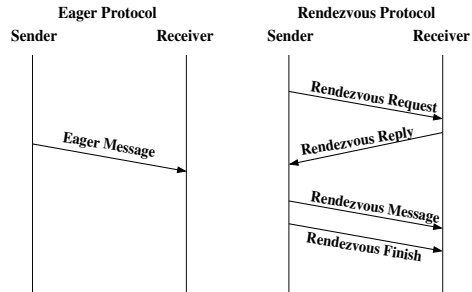 Eager Protocol
Sender Receiver
Eager Message
Rendezvous Protocol
Sender Receiver
Rendezvous Request
Rendezvous Reply
Rendezvous Message
Rendezvous Finish